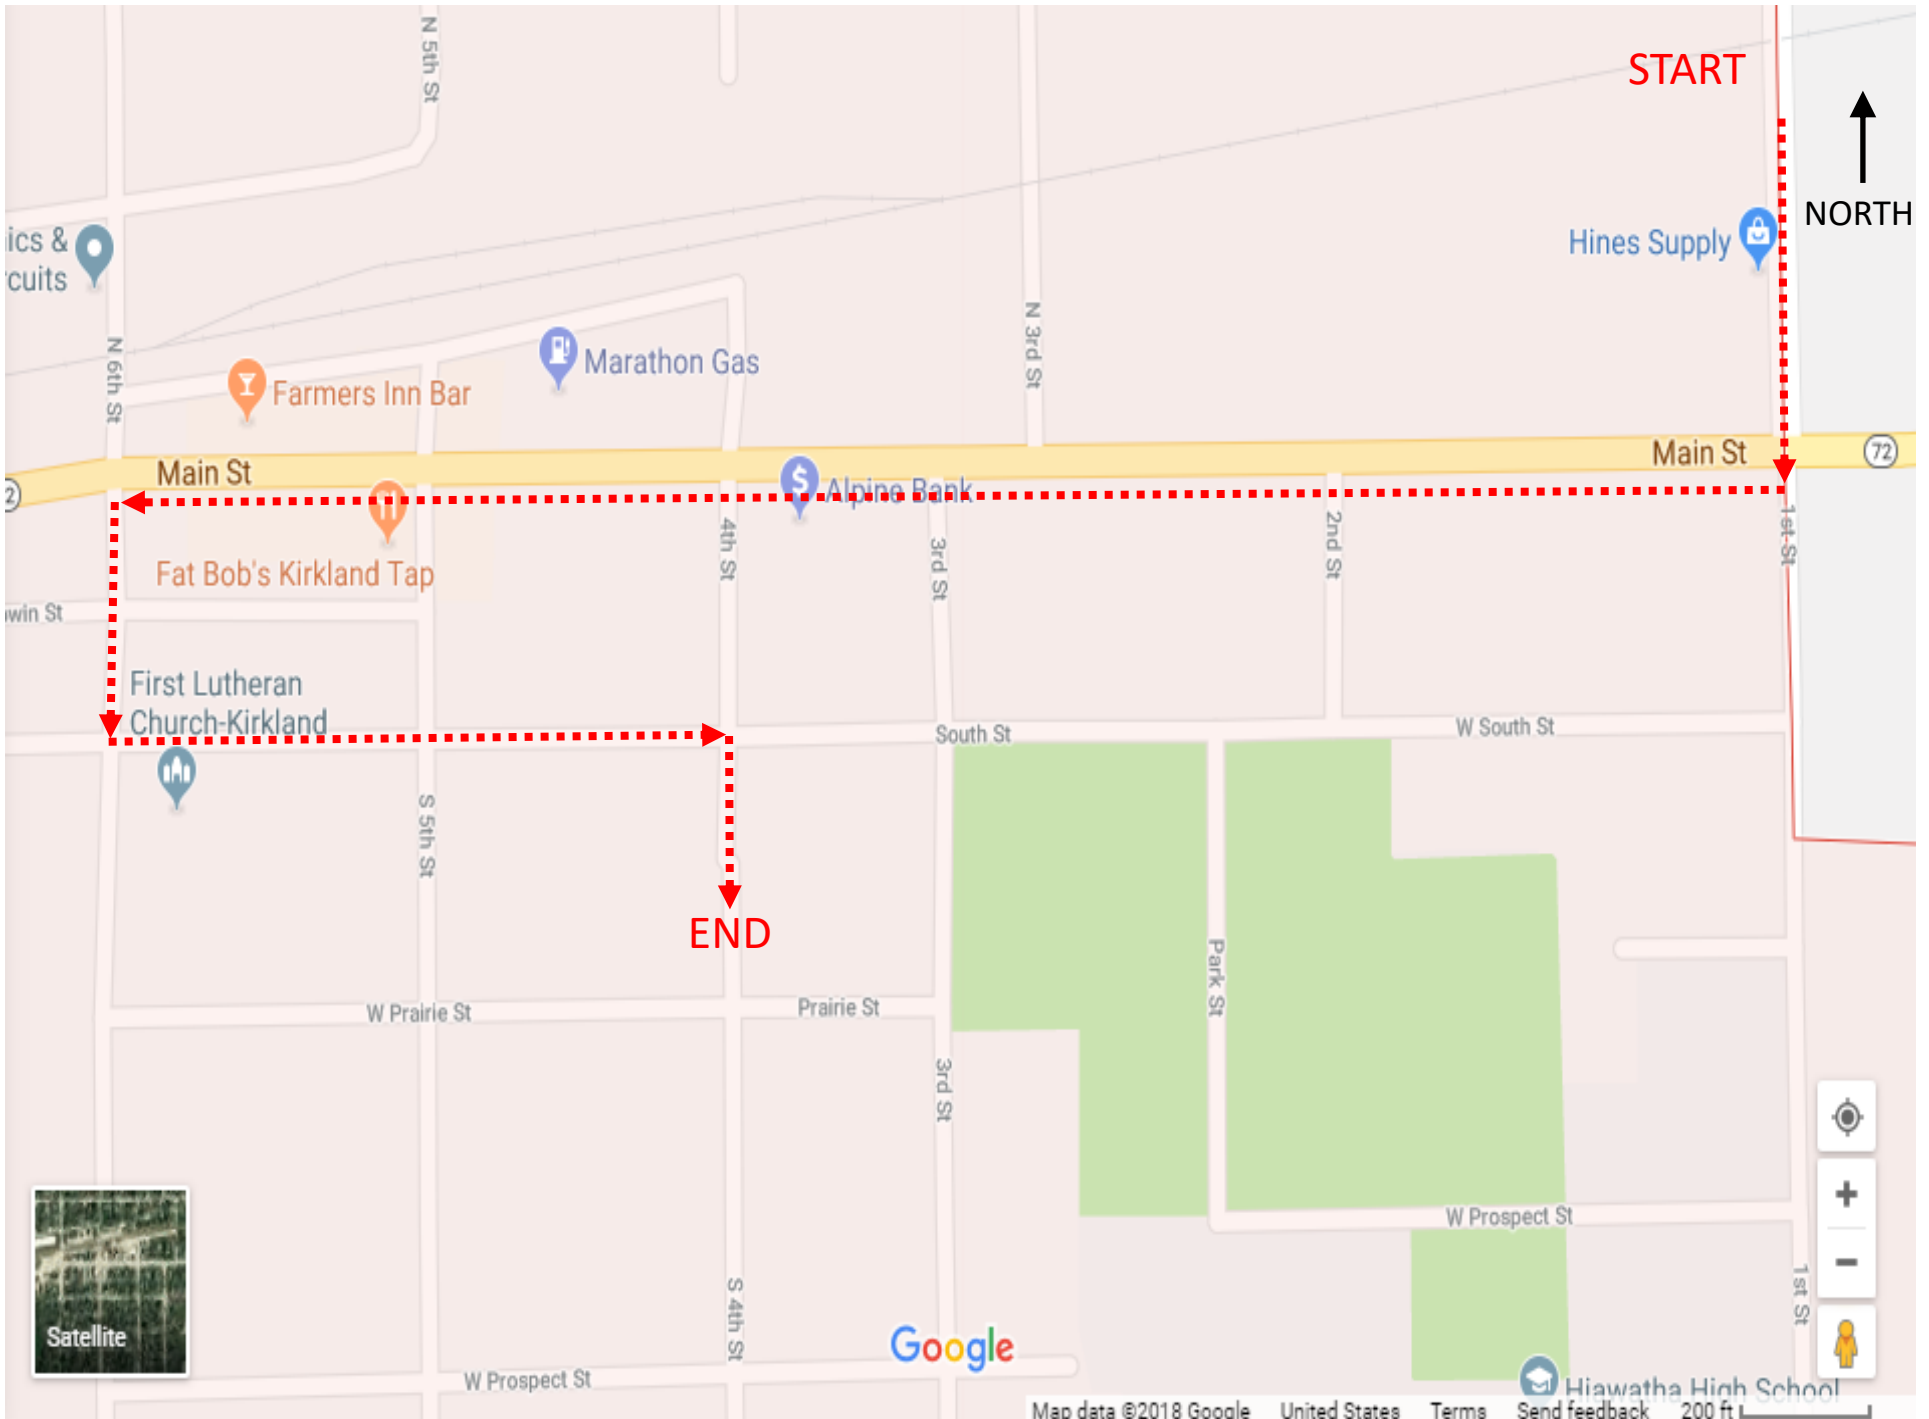 N 5th St
START
NORTH
ics &
cuits
Hines Supply
N 6th St
N 3rd St
Marathon Gas
Farmers Inn Bar
Main St
Main St
72
2
Alpine Bank
4th St
3rd St
2nd St
1st St
Fat Bob's Kirkland Tap
win St
First Lutheran
Church-Kirkland
South St
W South St
S 5th St
END
Park St
W Prairie St
Prairie St
3rd St
W Prospect St
S 4th St
1st St
Satellite
Google
W Prospect St
Hiawatha High School
Map data ©2018 Google United States Terms Send feedback 200 ft